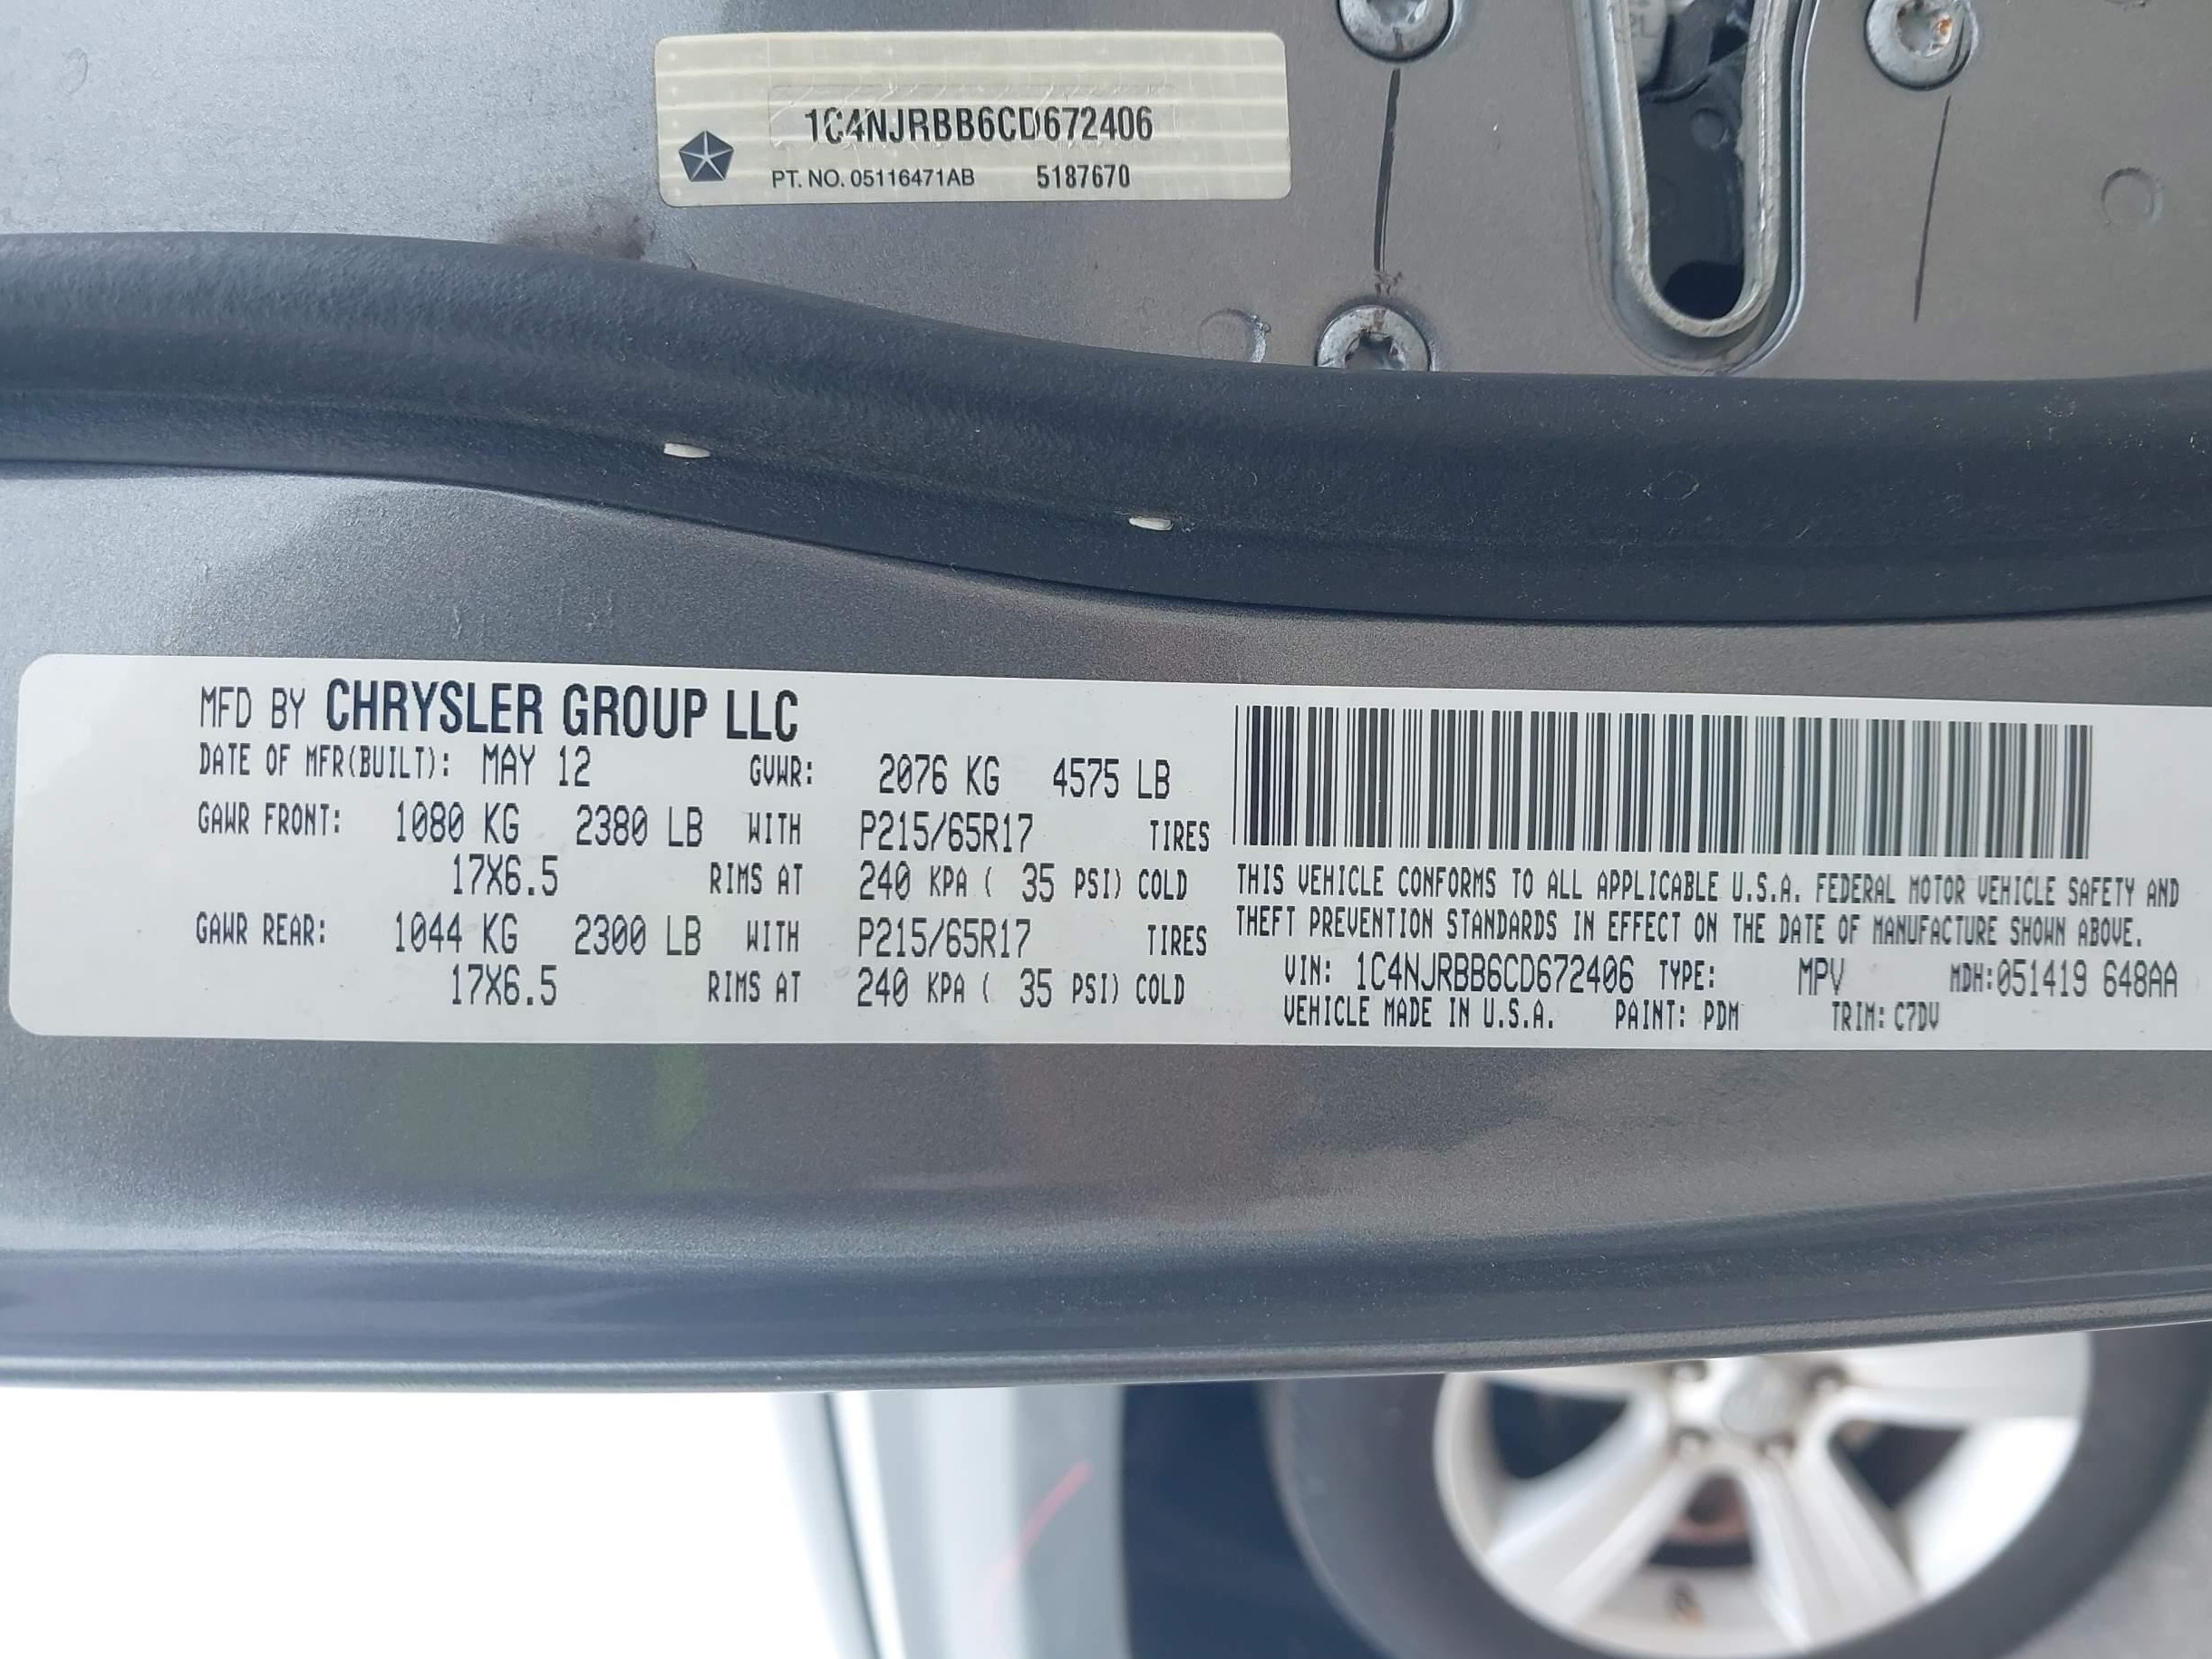 1C4NJRBB6CD672406
PT. NO. 05116471AB 5187670
MFD BY CHRYSLER GROUP LLC
DATE OF MFR(BUILT): MAY 12 GVWR: 2076 KG 4575 LB
GAWR FRONT: 1080 KG 2380 LB WITH P215/65R17 TIRES
17X6.5 RIMS AT 240 KPA ( 35 PSI) COLD
GAWR REAR: 1044 KG 2300 LB WITH P215/65R17 TIRES
17X6.5 RIMS AT 240 KPA ( 35 PSI) COLD
THIS VEHICLE CONFORMS TO ALL APPLICABLE U.S.A. FEDERAL MOTOR VEHICLE SAFETY AND
THEFT PREVENTION STANDARDS IN EFFECT ON THE DATE OF MANUFACTURE SHOWN ABOVE.
VIN: 1C4NJRBB6CD672406 TYPE: MPV MDH:051419 648AA
VEHICLE MADE IN U.S.A. PAINT: PDM TRIM: C7DV